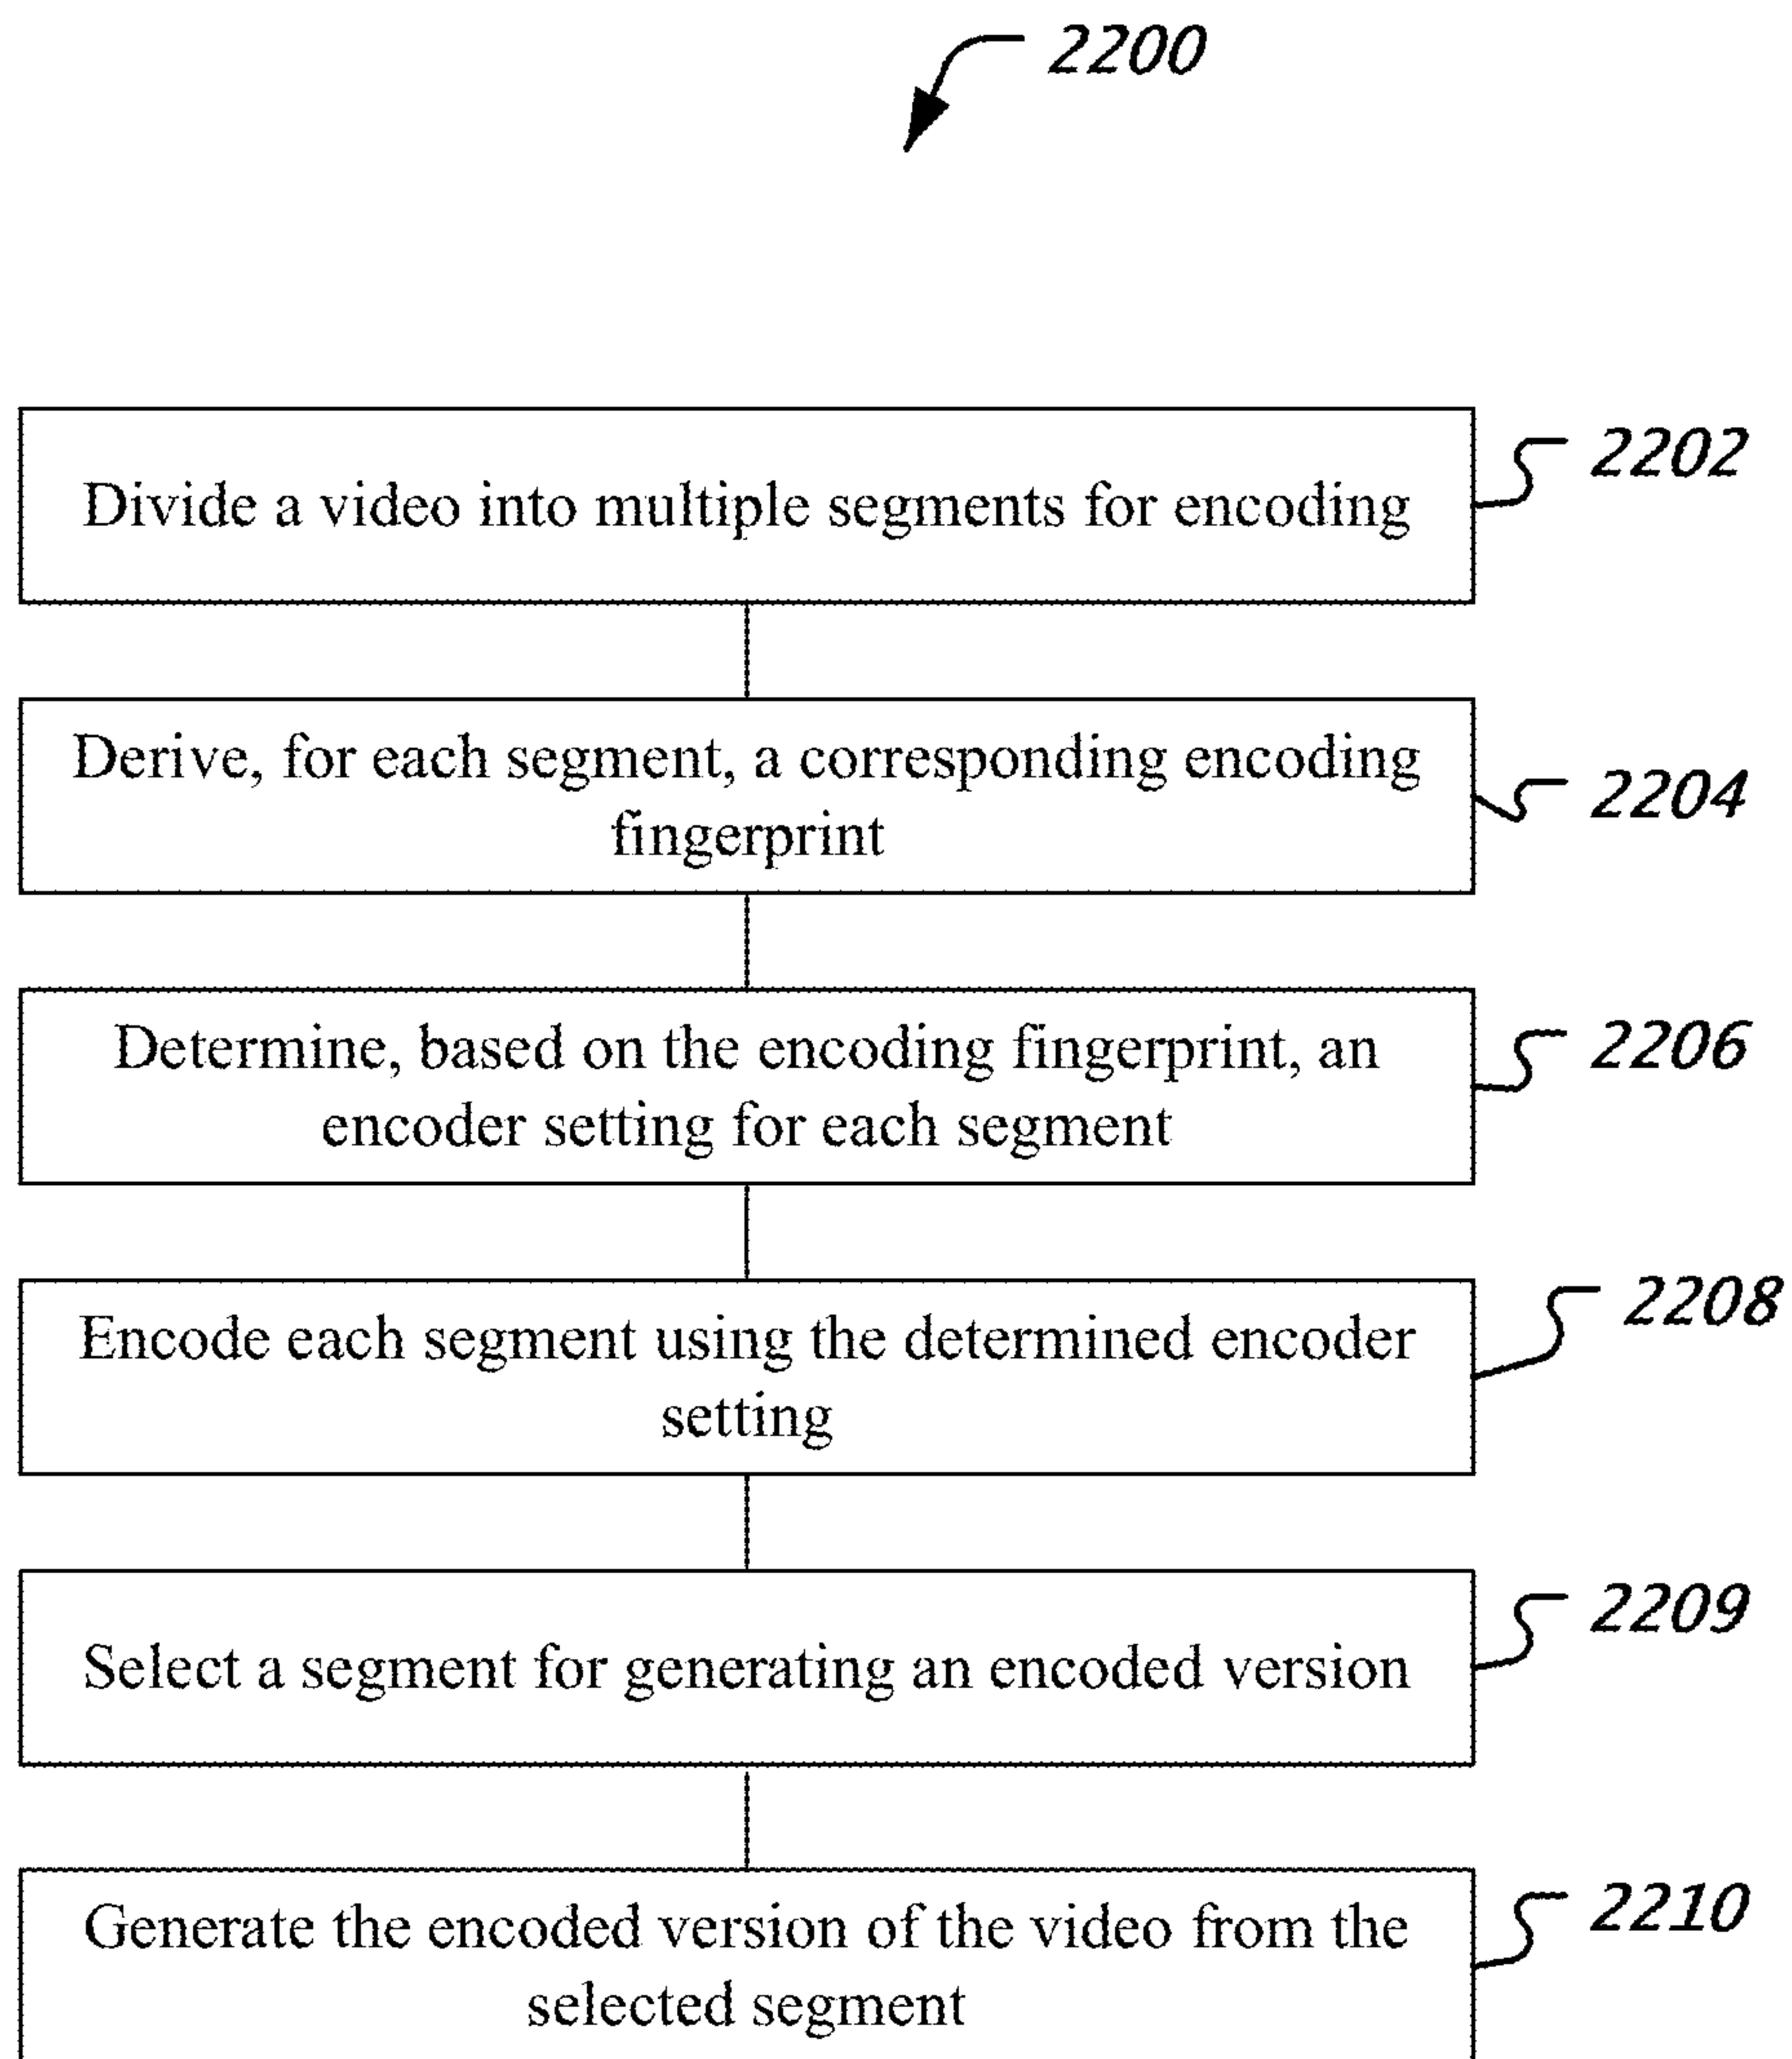 2200
Divide a video into multiple segments for encoding
2202
Derive, for each segment, a corresponding encoding
fingerprint
2204
Determine, based on the encoding fingerprint, an
encoder setting for each segment
2206
Encode each segment using the determined encoder
setting
2208
Select a segment for generating an encoded version
2209
Generate the encoded version of the video from the
selected segment
2210